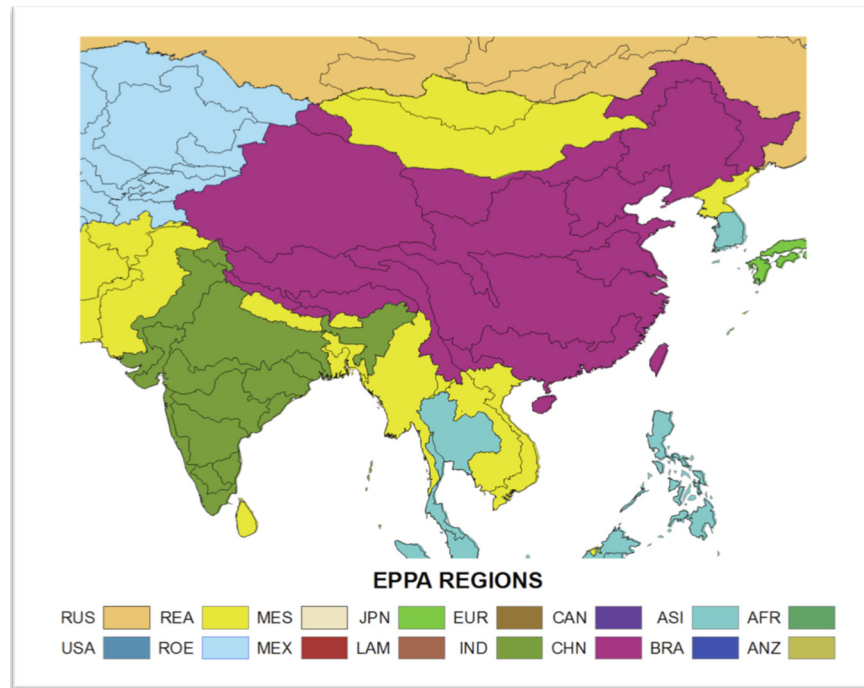 EPPA REGIONS
RUS REA MES JPN EUR CAN ASI AFR
USA ROE MEX LAM IND CHN BRA ANZ